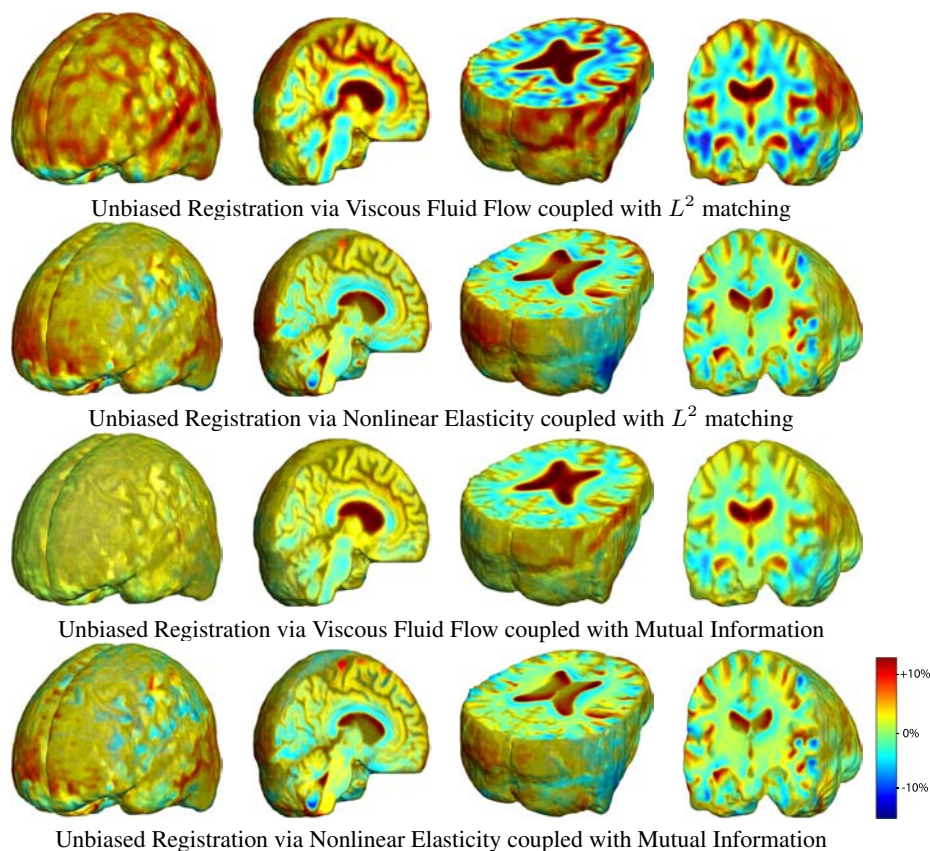 Unbiased Registration via Viscous Fluid Flow coupled with L² matching
Unbiased Registration via Nonlinear Elasticity coupled with L² matching
Unbiased Registration via Viscous Fluid Flow coupled with Mutual Information
+10%
0%
-10%
Unbiased Registration via Nonlinear Elasticity coupled with Mutual Information